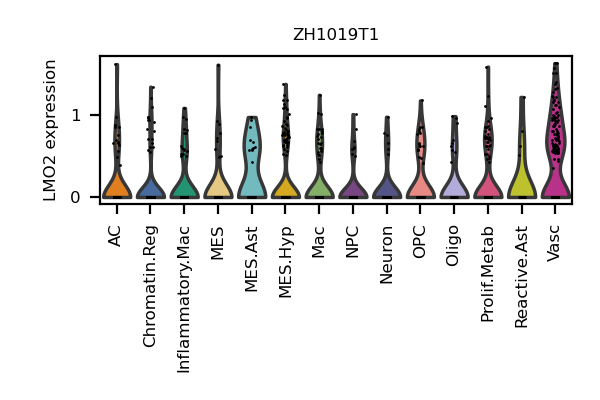 ZH1019T1
LMO2 expression
1
0
AC
Chromatin.Reg
Inflammatory.Mac
MES
MES.Ast
MES.Hyp
Mac
NPC
Neuron
OPC
Oligo
Prolif.Metab
Reactive.Ast
Vasc